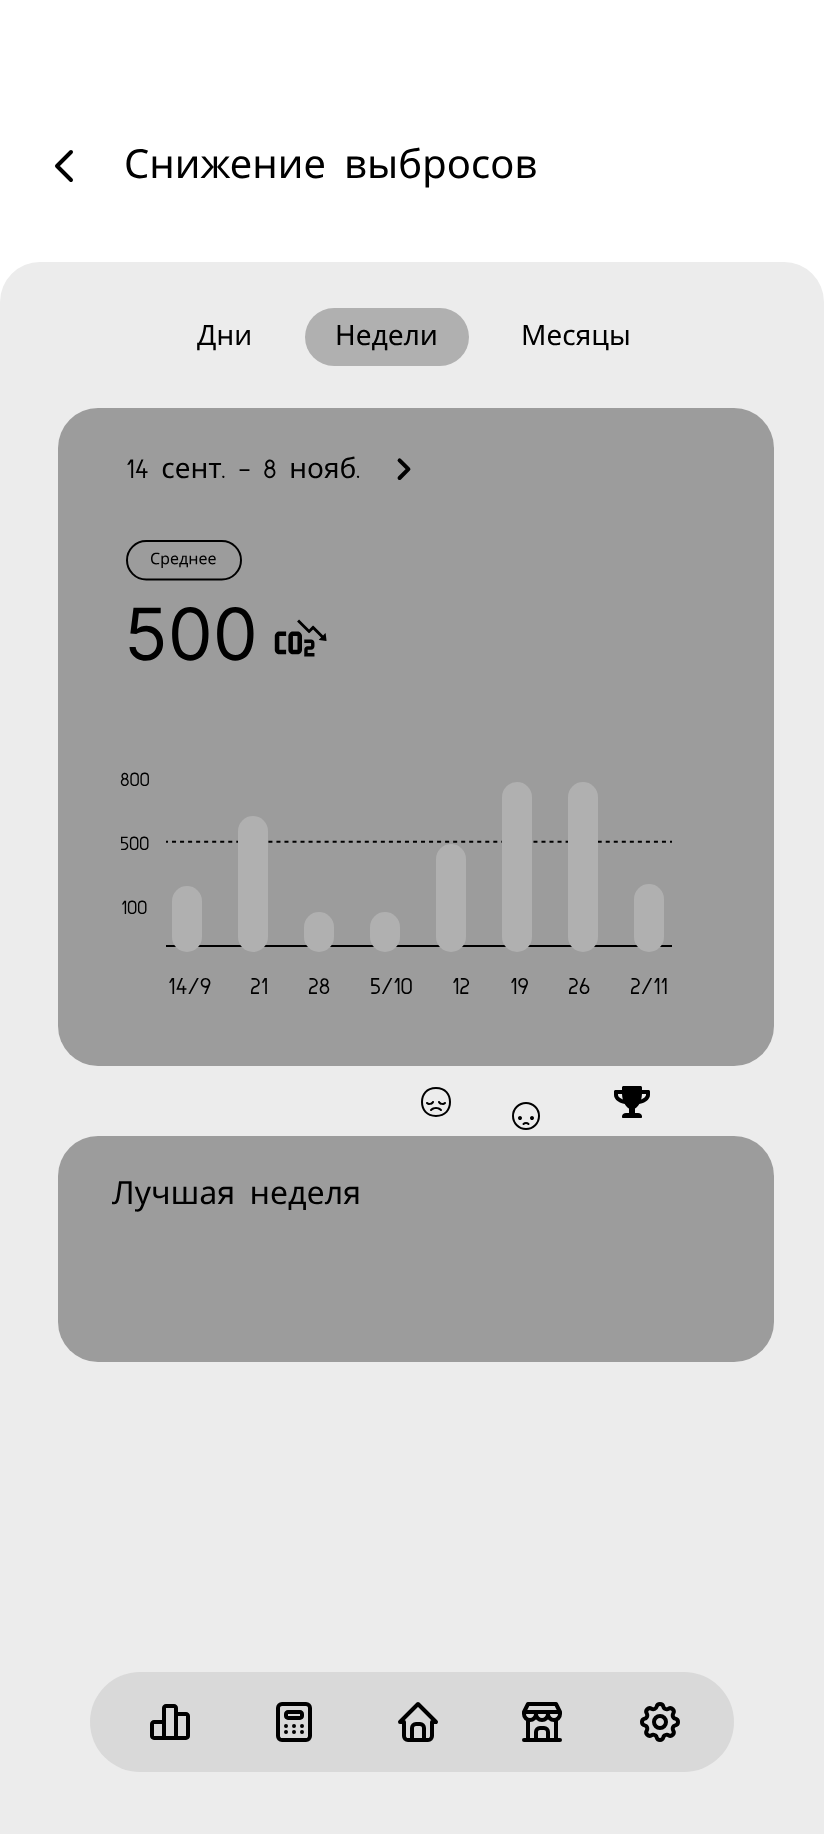 Снижение выбросов
Дни Недели Месяцы
14 сент. - 8 нояб.
Среднее
500 CO2
800
500
100
14/9 21 28 5/10 12 19 26 2/11
Лучшая неделя